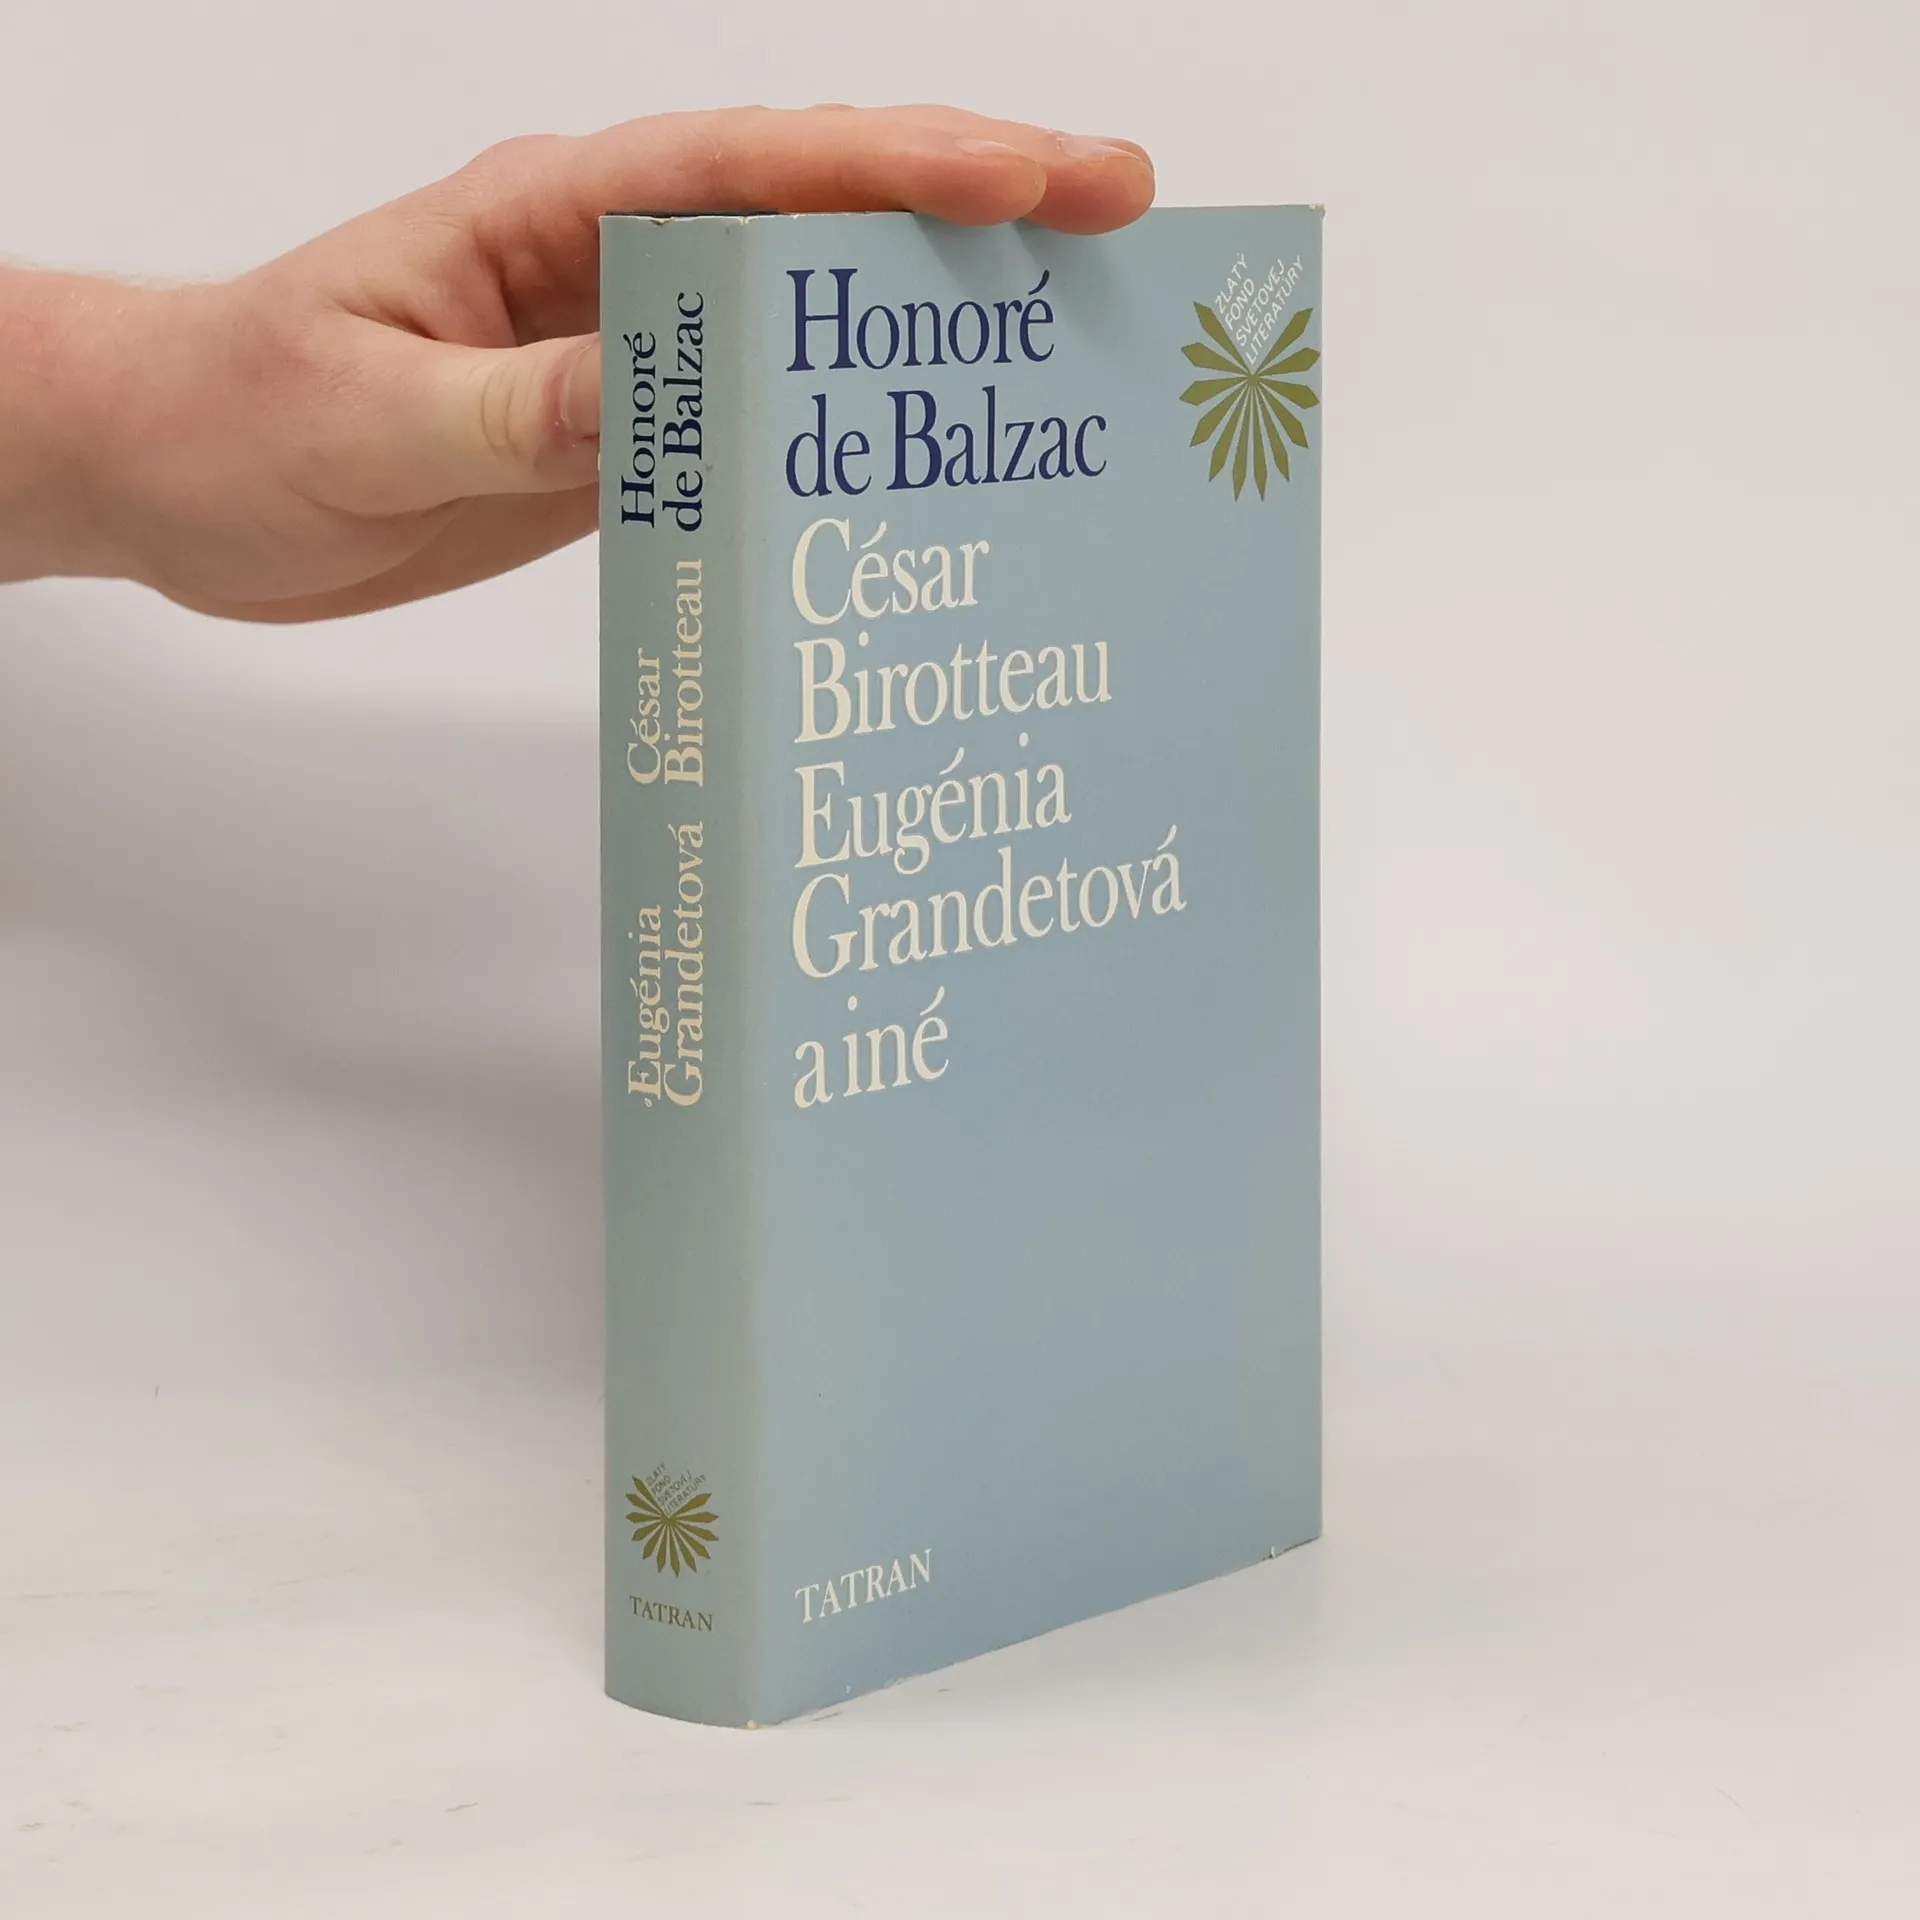 Honoré
de Balzac
César
Birotteau
Eugénia
Grandetová
Honoré
de Balzac
César
Birotteau
Eugénia
Grandetová
a iné
ZLATÝ
FOND
SVETOVEJ
LITERATÚRY
ZLATÝ
FOND
SVETOVEJ
LITERATÚRY
TATRAN
TATRAN